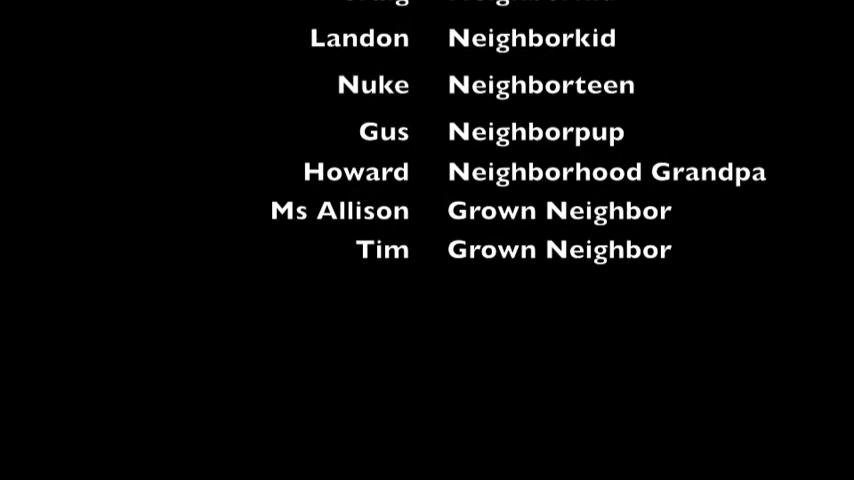 Landon Neighborkid
Nuke Neighborteen
Gus Neighborpup
Howard Neighborhood Grandpa
Ms Allison Grown Neighbor
Tim Grown Neighbor